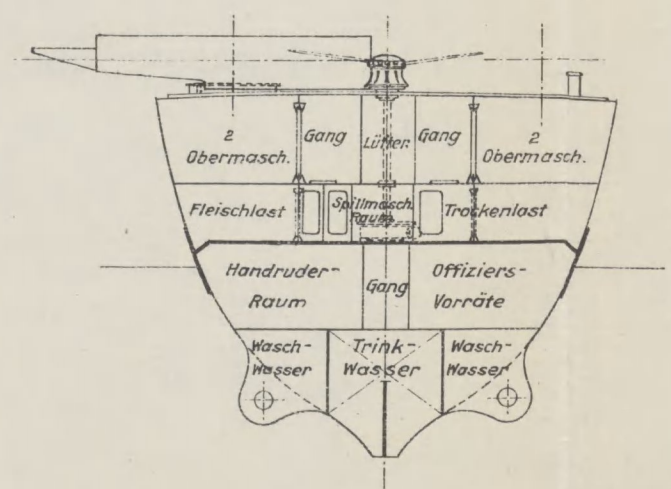 2
Obermasch.
Gang
Lüfter.
Gang
2
Obermasch.
Fleischlast
Spillmasch.
Raum
Trockenlast
Handruder-
Raum
Gang
Offiziers-
Vorräte
Wasch-
Wasser
Trink-
Wasser
Wasch-
Wasser